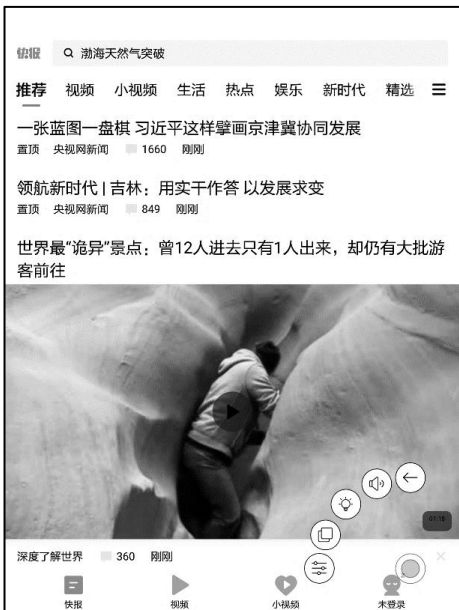 快报 渤海天然气突破
推荐 视频 小视频 生活 热点 娱乐 新时代 精选
一张蓝图一盘棋 习近平这样擘画京津冀协同发展
置顶 央视网新闻 1660 刚刚
领航新时代 | 吉林：用实干作答 以发展求变
置顶 央视网新闻 849 刚刚
世界最“诡异”景点：曾12人进去只有1人出来，却仍有大批游
客前往
01:18
深度了解世界 360 刚刚
快报 视频 小视频 未登录